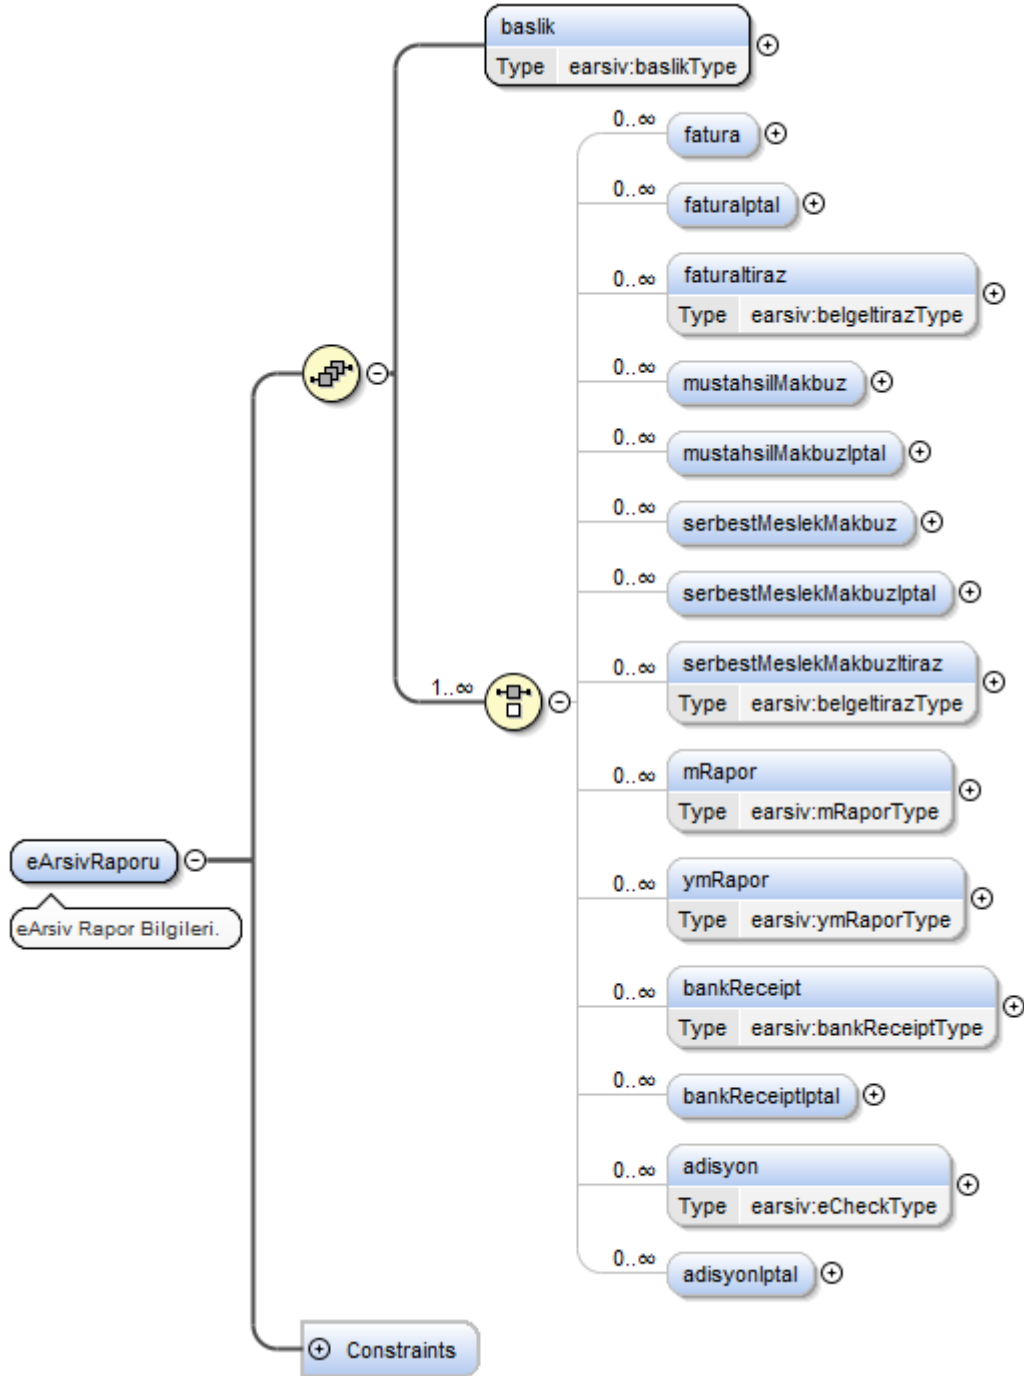 baslik
Type earsiv:baslikType
0..∞ fatura
0..∞ faturaIptal
0..∞ faturaItiraz
Type earsiv:belgeItirazType
0..∞ mustahsilMakbuz
0..∞ mustahsilMakbuzIptal
0..∞ serbestMeslekMakbuz
0..∞ serbestMeslekMakbuzIptal
0..∞ serbestMeslekMakbuzItiraz
Type earsiv:belgeItirazType
1..∞
0..∞ mRapor
Type earsiv:mRaporType
eArsivRaporu
eArsiv Rapor Bilgileri.
0..∞ ymRapor
Type earsiv:ymRaporType
0..∞ bankReceipt
Type earsiv:bankReceiptType
0..∞ bankReceiptIptal
0..∞ adisyon
Type earsiv:eCheckType
0..∞ adisyonIptal
Constraints